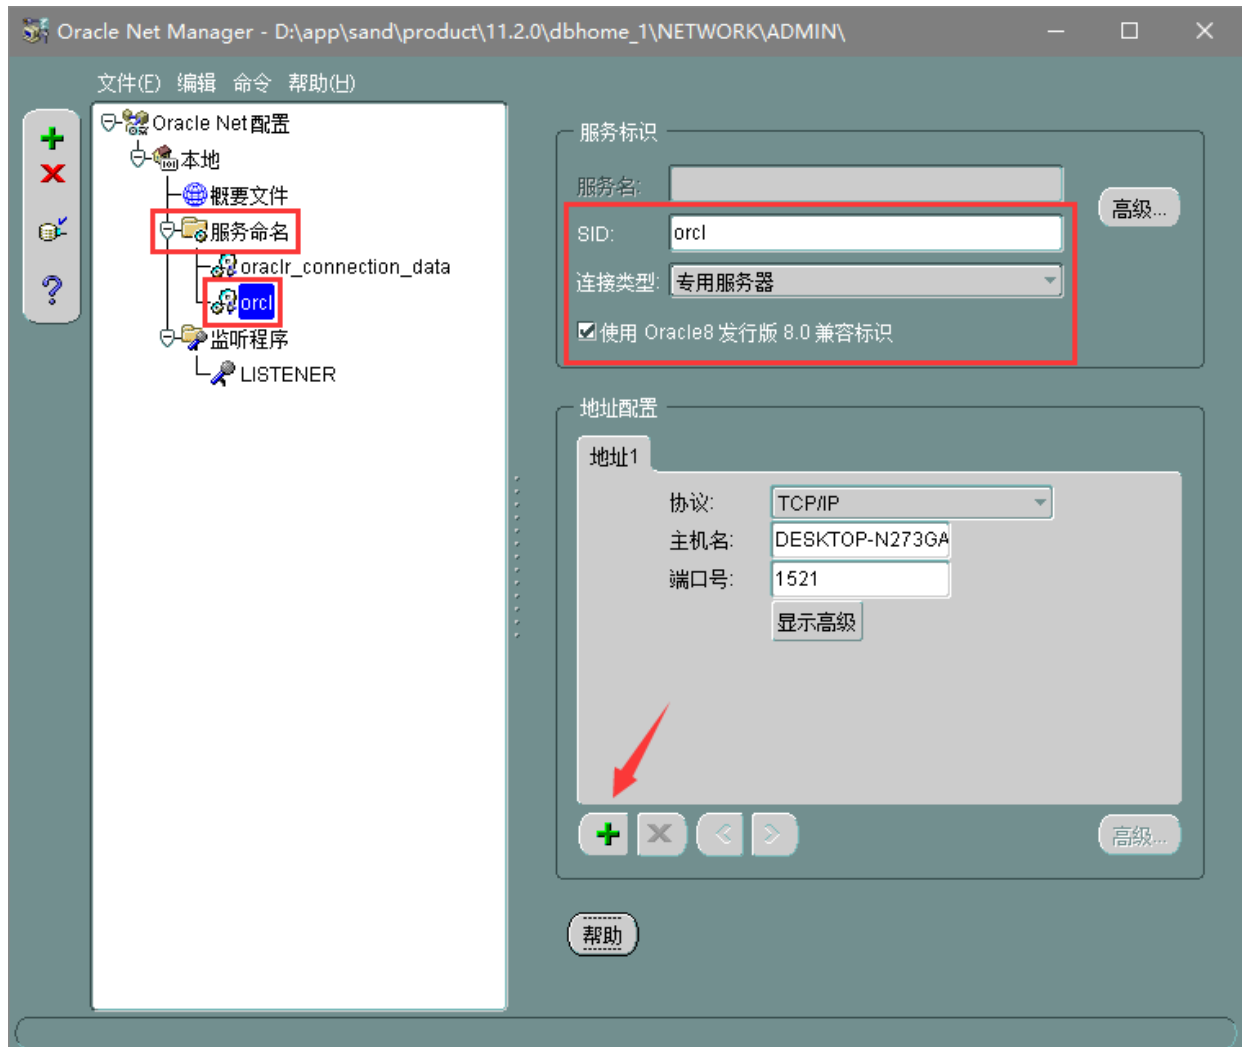 Oracle Net Manager - D:\app\sand\product\11.2.0\dbhome_1\NETWORK\ADMIN\
文件(F) 编辑 命令 帮助(H)
Oracle Net 配置
本地
概要文件
服务命名
oraclr_connection_data
orcl
监听程序
LISTENER
服务标识
服务名:
高级...
SID: orcl
连接类型: 专用服务器
使用 Oracle8 发行版 8.0 兼容标识
地址配置
地址1
协议: TCP/IP
主机名: DESKTOP-N273GA
端口号: 1521
显示高级
高级...
帮助